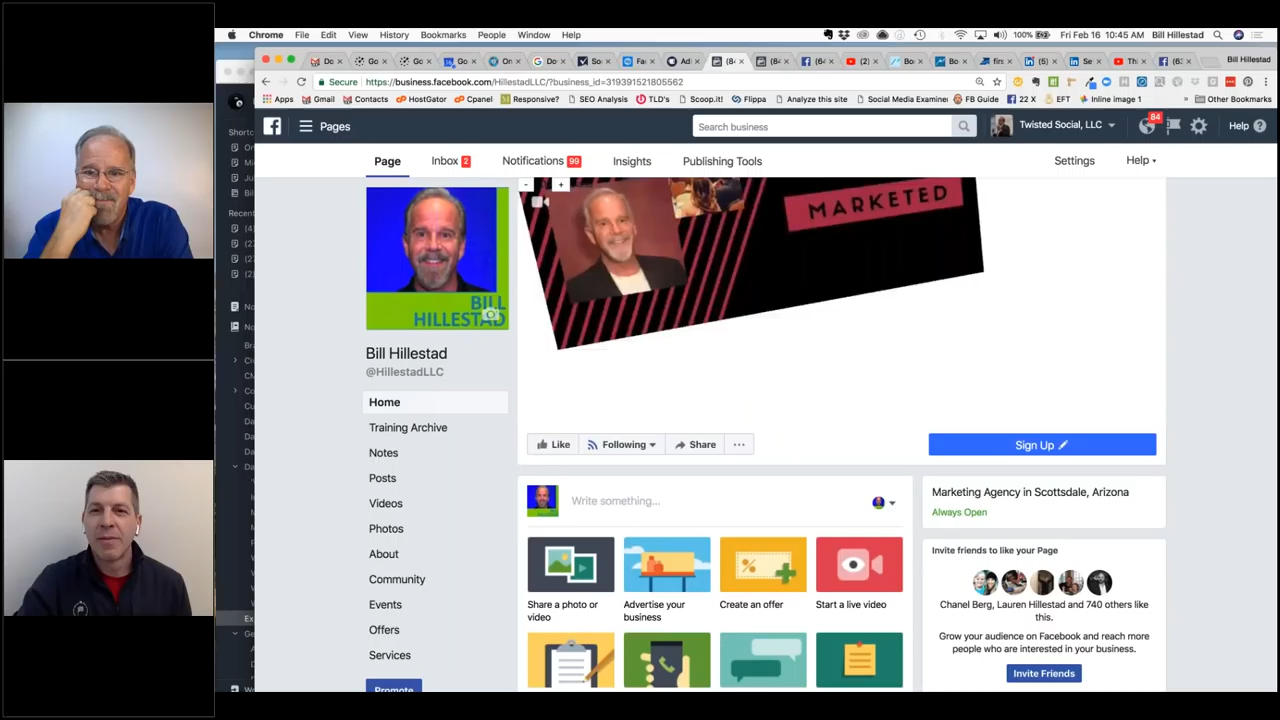 Chrome File Edit View History Bookmarks People Window Help 100% Fri Feb 16 10:45 AM Bill Hillestad
Bill Hillestad
Secure https://business.facebook.com/HillestadLLC/?business_id=319391521805562
Apps Gmail Contacts HostGator Cpanel Responsive? SEO Analysis TLD's Scoop.it! Flippa Analyze this site Social Media Examiner FB Guide 22 X EFT Inline image 1 » Other Bookmarks
Pages Search business Twisted Social, LLC 84 Help
Page Inbox 2 Notifications 99 Insights Publishing Tools Settings Help
- +
MARKETED
BILL
HILLESTAD
Bill Hillestad
@HillestadLLC
Home
Training Archive
Notes
Posts
Videos
Photos
About
Community
Events
Offers
Services
Promote
Like Following Share ...
Sign Up
Write something...
Share a photo or
video
Advertise your
business
Create an offer
Start a live video
Marketing Agency in Scottsdale, Arizona
Always Open
Invite friends to like your Page
Chanel Berg, Lauren Hillestad and 740 others like
this.
Grow your audience on Facebook and reach more
people who are interested in your business.
Invite Friends